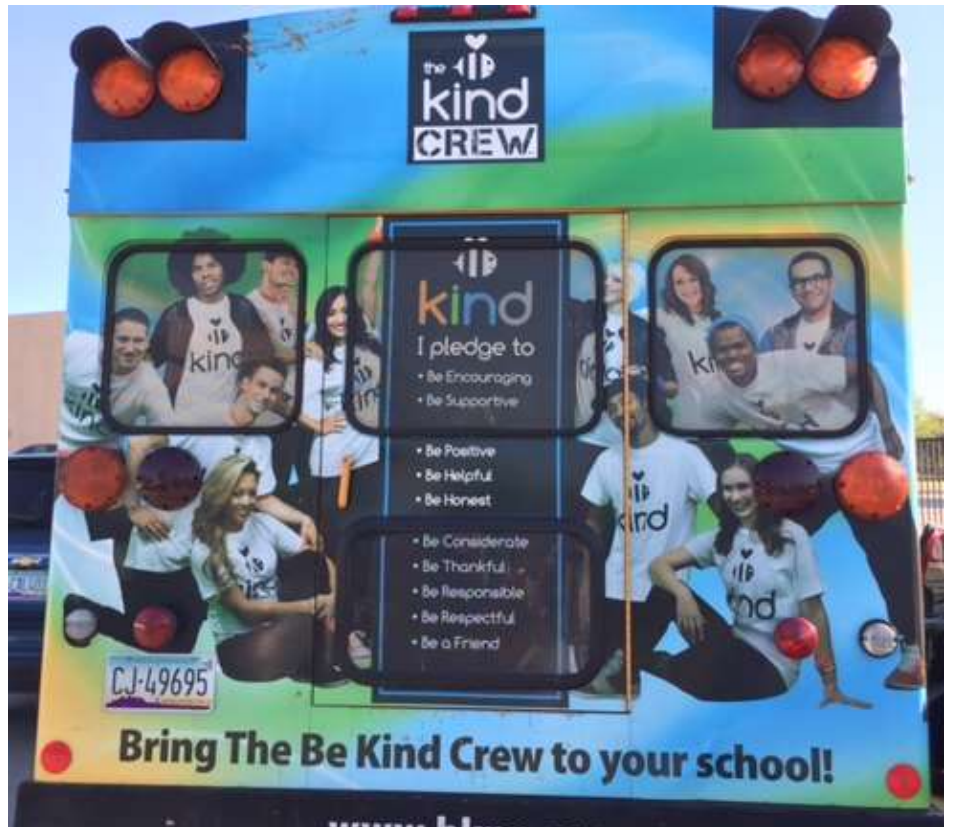 the
kind
CREW
kind
I pledge to
• Be Encouraging
• Be Supportive
• Be Positive
• Be Helpful
• Be Honest
• Be Considerate
• Be Thankful
• Be Responsible
• Be Respectful
• Be a Friend
kind
kind
kind
CJ·49695
Bring The Be Kind Crew to your school!